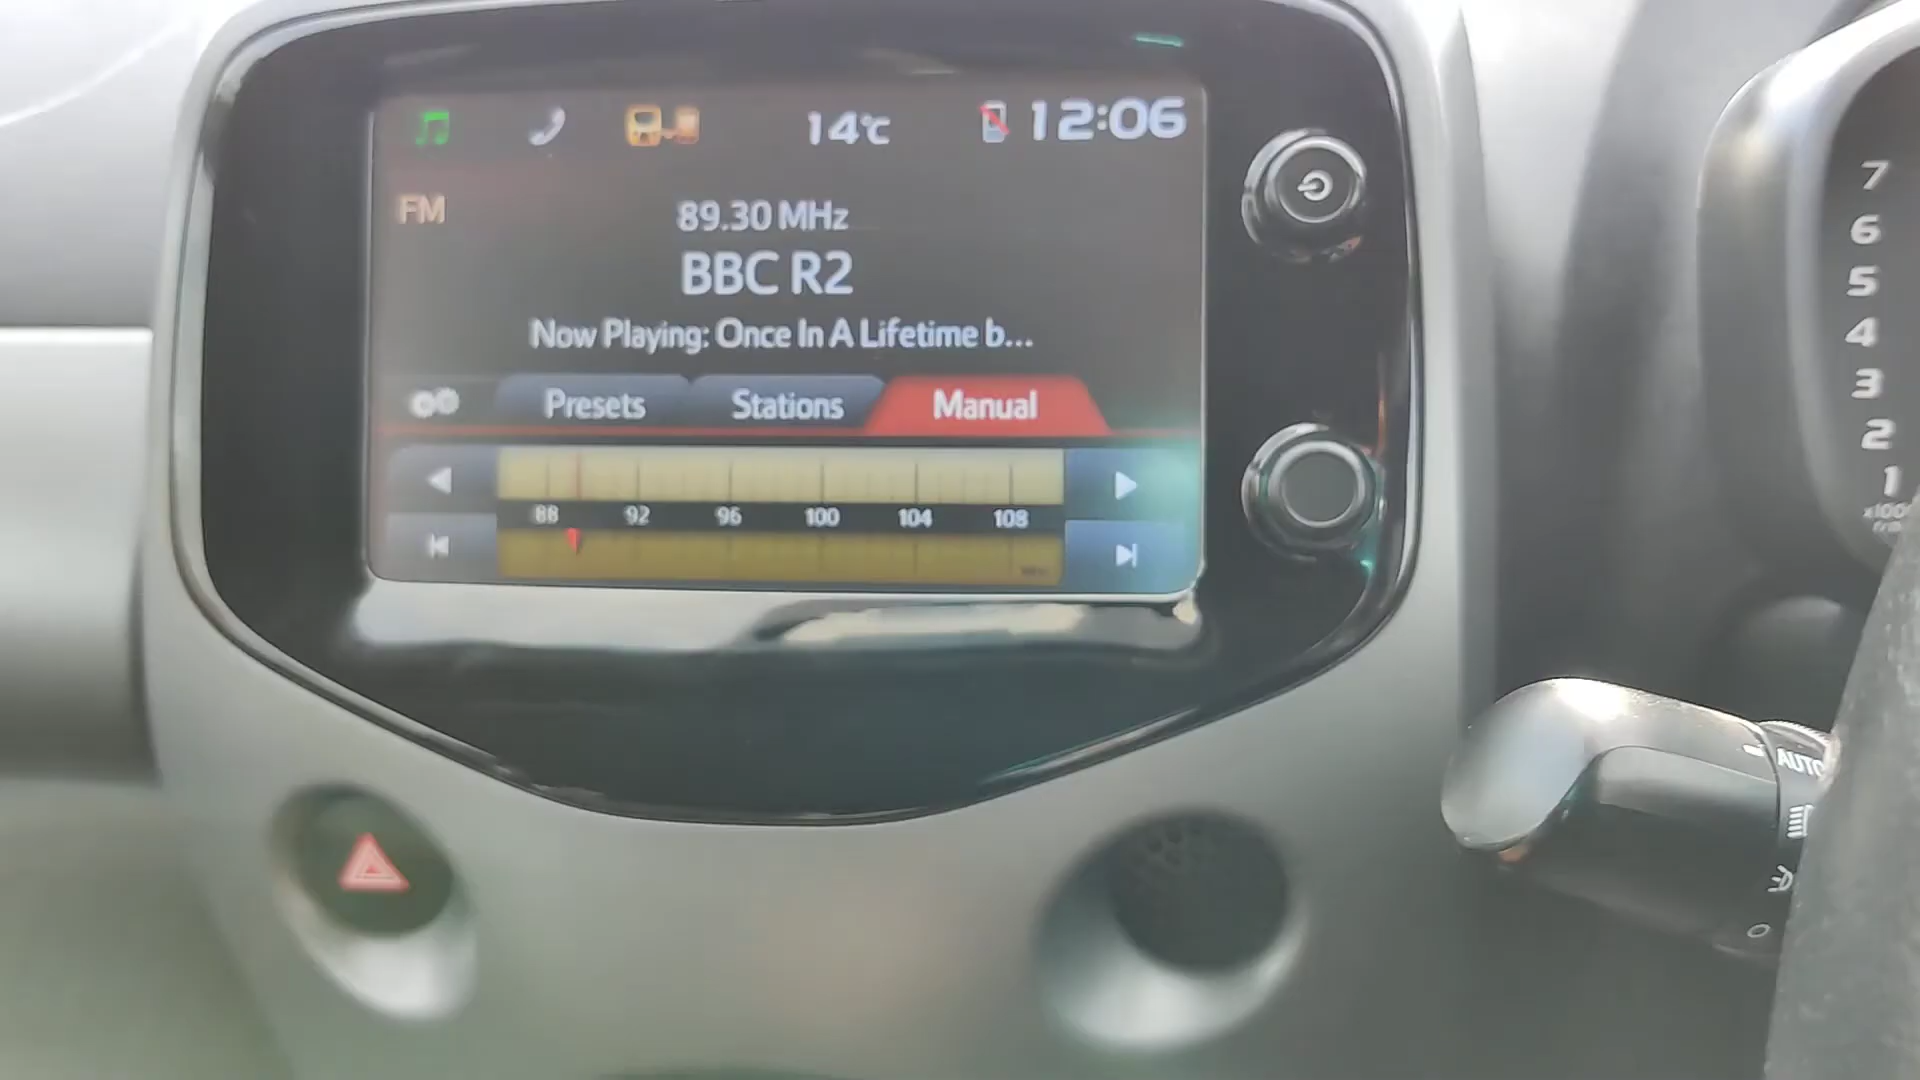 14°C 12:06
FM
89.30 MHz
BBC R2
Now Playing: Once In A Lifetime b...
Presets Stations Manual
88 92 96 100 104 108
7
6
5
4
3
2
1
AUTO